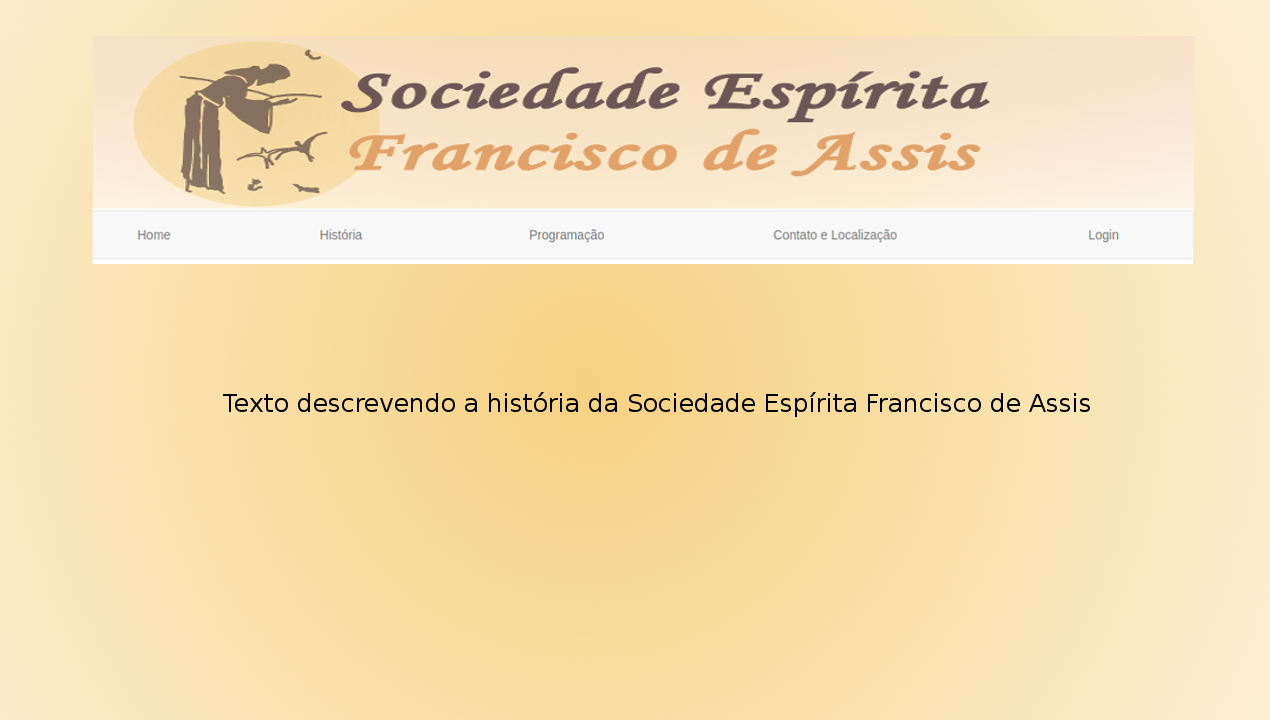 Sociedade Espírita
Francisco de Assis
Home História Programação Contato e Localização Login
Texto descrevendo a história da Sociedade Espírita Francisco de Assis